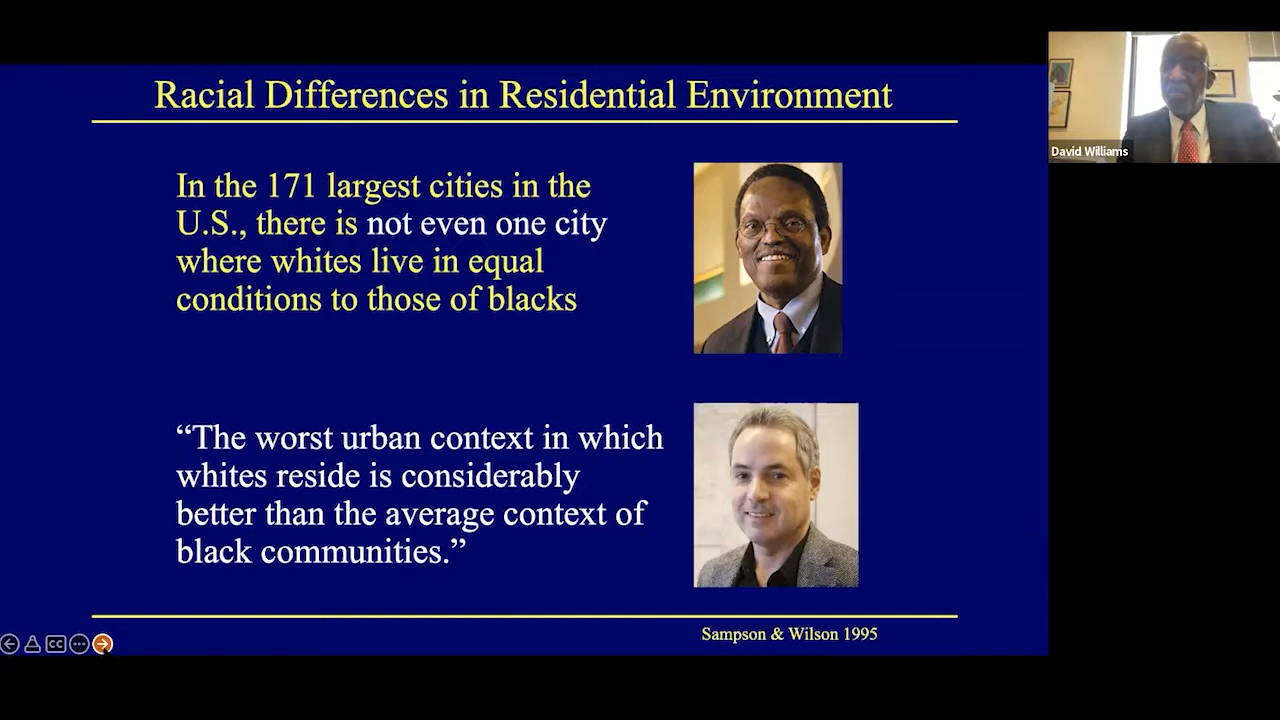 Racial Differences in Residential Environment
In the 171 largest cities in the
U.S., there is not even one city
where whites live in equal
conditions to those of blacks
“The worst urban context in which
whites reside is considerably
better than the average context of
black communities.”
Sampson & Wilson 1995
David Williams
CC